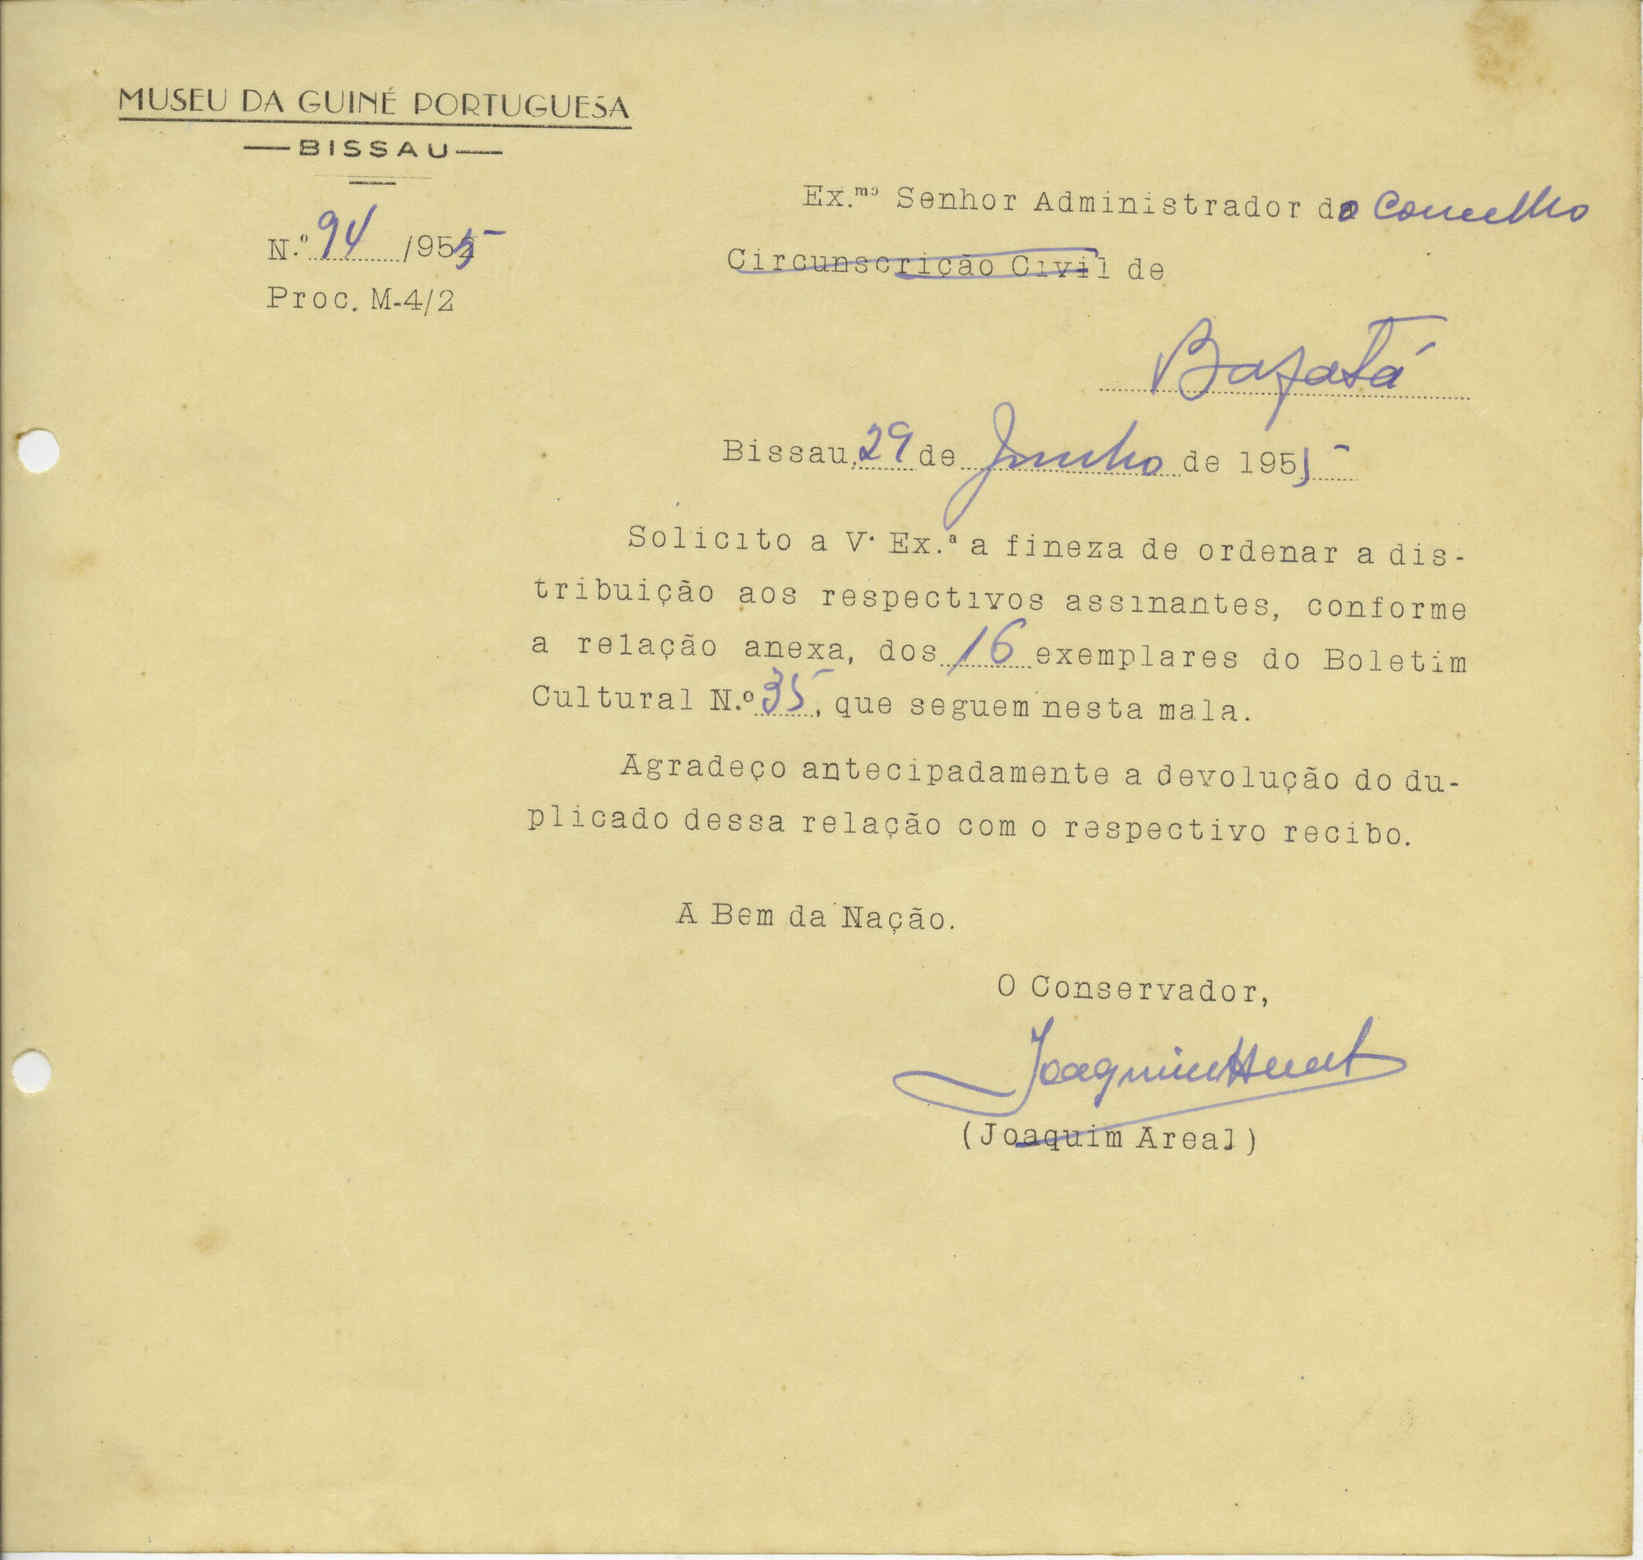 MUSEU DA GUINÉ PORTUGUESA
— BISSAU —
N.º 94 /955
Proc. M-4/2
Ex.mo Senhor Administrador do Concelho
Circunscrição Civil de
Bafatá
Bissau, 29 de Junho de 1955
Solicito a V. Ex.ª a fineza de ordenar a dis-
tribuição aos respectivos assinantes, conforme
a relação anexa, dos 16 exemplares do Boletim
Cultural N.º 35, que seguem nesta mala.
Agradeço antecipadamente a devolução do du-
plicado dessa relação com o respectivo recibo.
A Bem da Nação.
O Conservador,
Joaquim Areal
(Joaquim Areal)